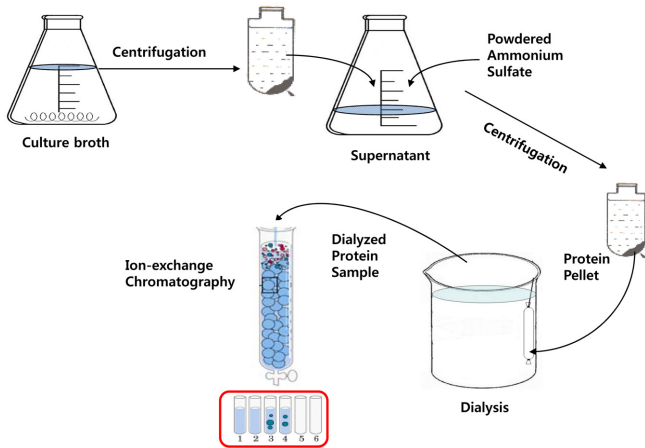 Centrifugation
Culture broth
Powdered
Ammonium
Sulfate
Supernatant
Centrifugation
Protein
Pellet
Dialysis
Dialyzed
Protein
Sample
Ion-exchange
Chromatography
1 2 3 4 5 6